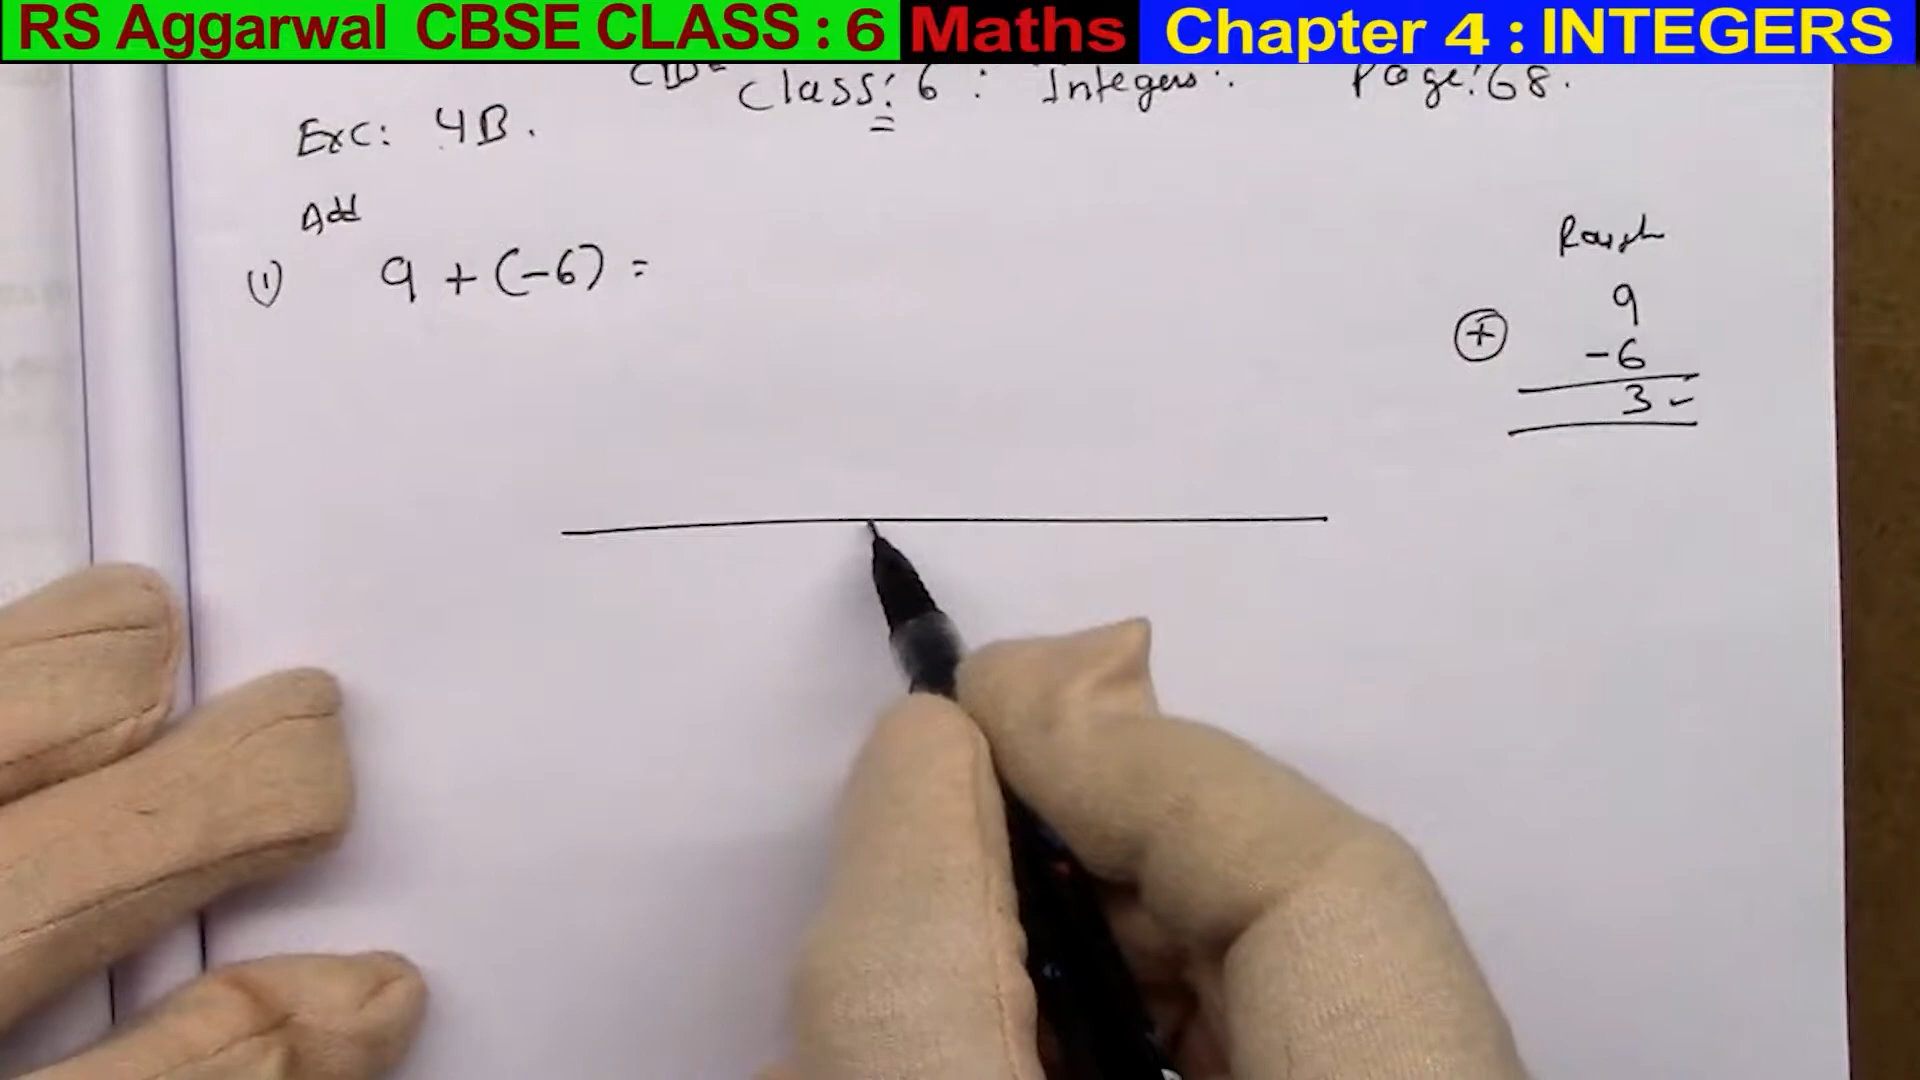 RS Aggarwal CBSE CLASS : 6 Maths Chapter 4 : INTEGERS
Class: 6 : Integers : Page: 68.
Exc: 4B.
Add
(1) 9 + (-6) =
Rough
9
+ -6
3